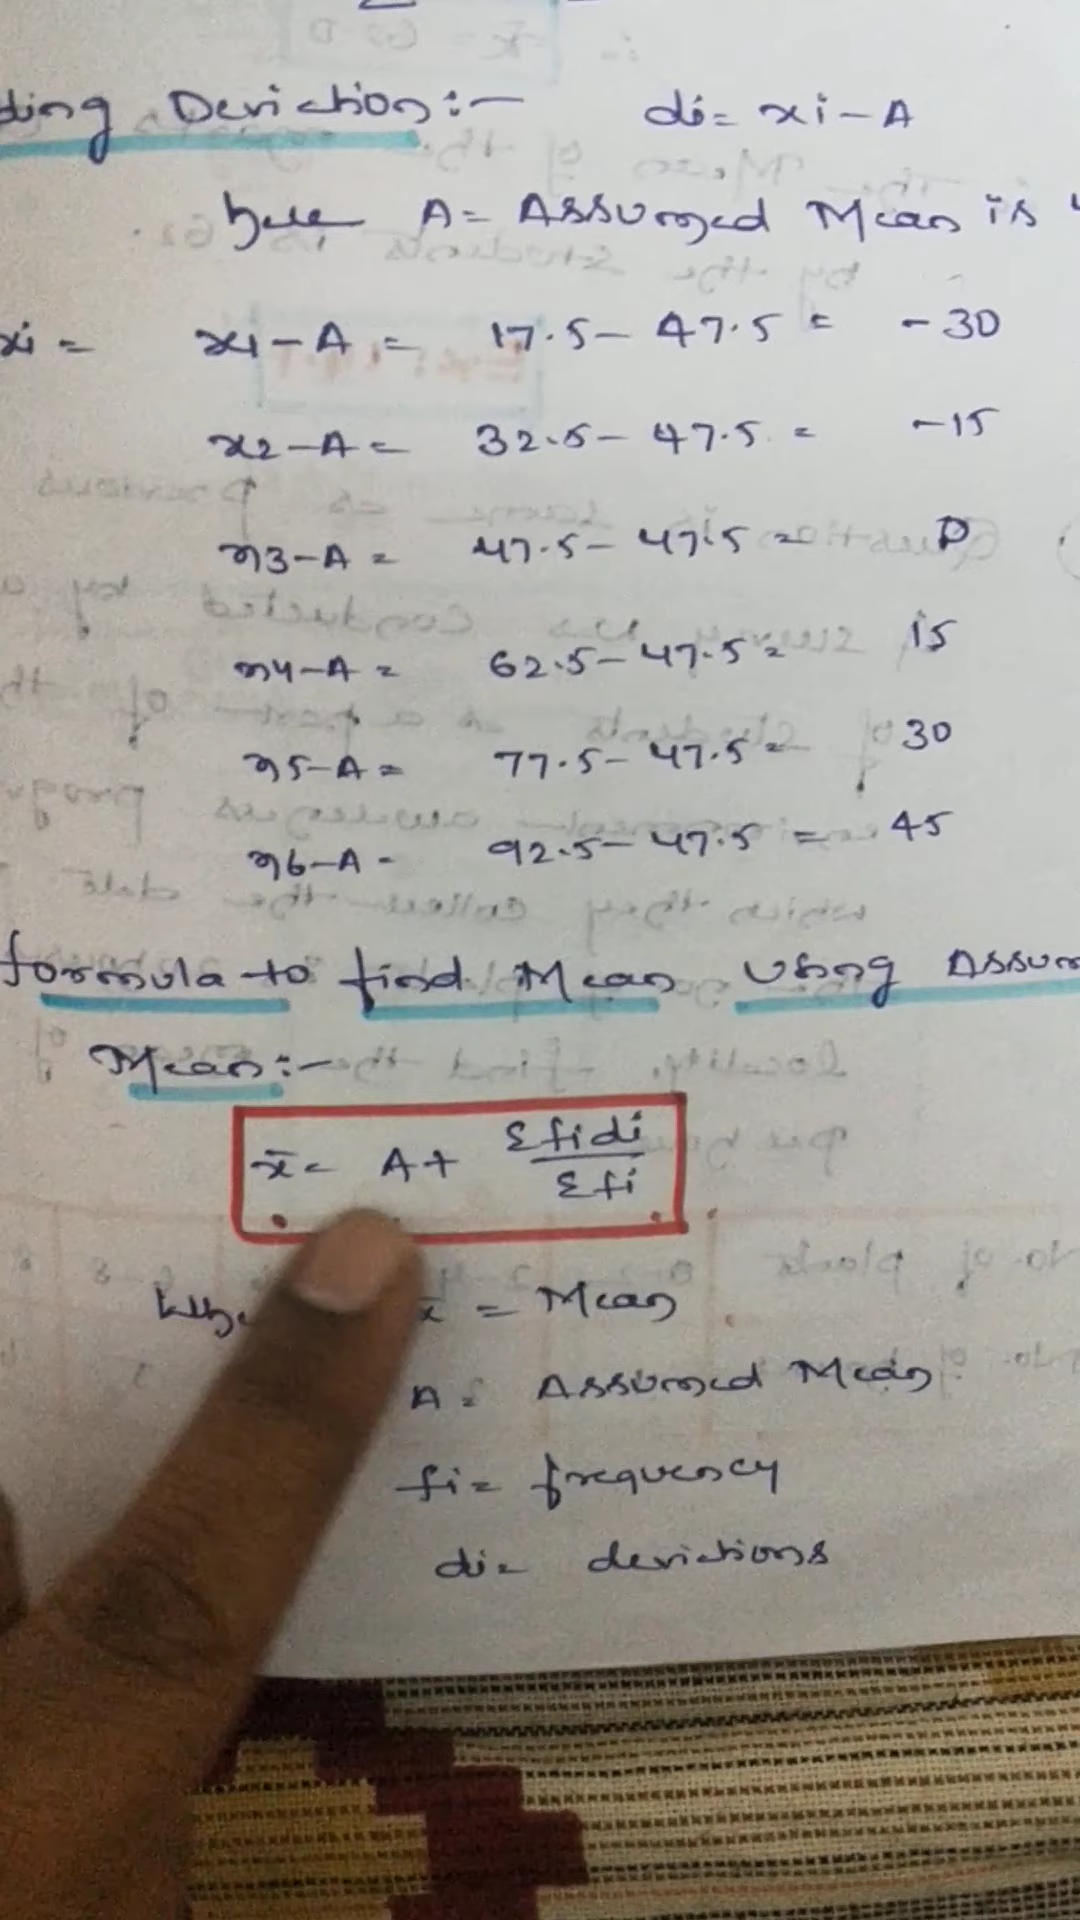 ding Deviation:- di = xi - A
here A = Assumed Mean is
xi = x1 - A = 17.5 - 47.5 = -30
x2 - A = 32.5 - 47.5 = -15
x3 - A = 47.5 - 47.5 = 0
x4 - A = 62.5 - 47.5 = 15
x5 - A = 77.5 - 47.5 = 30
x6 - A - 92.5 - 47.5 = 45
formula to find Mean using Assum
Mean:-
x̄ = A + Σfidi / Σfi
x̄ = Mean
A = Assumed Mean
fi = frequency
di = deviations